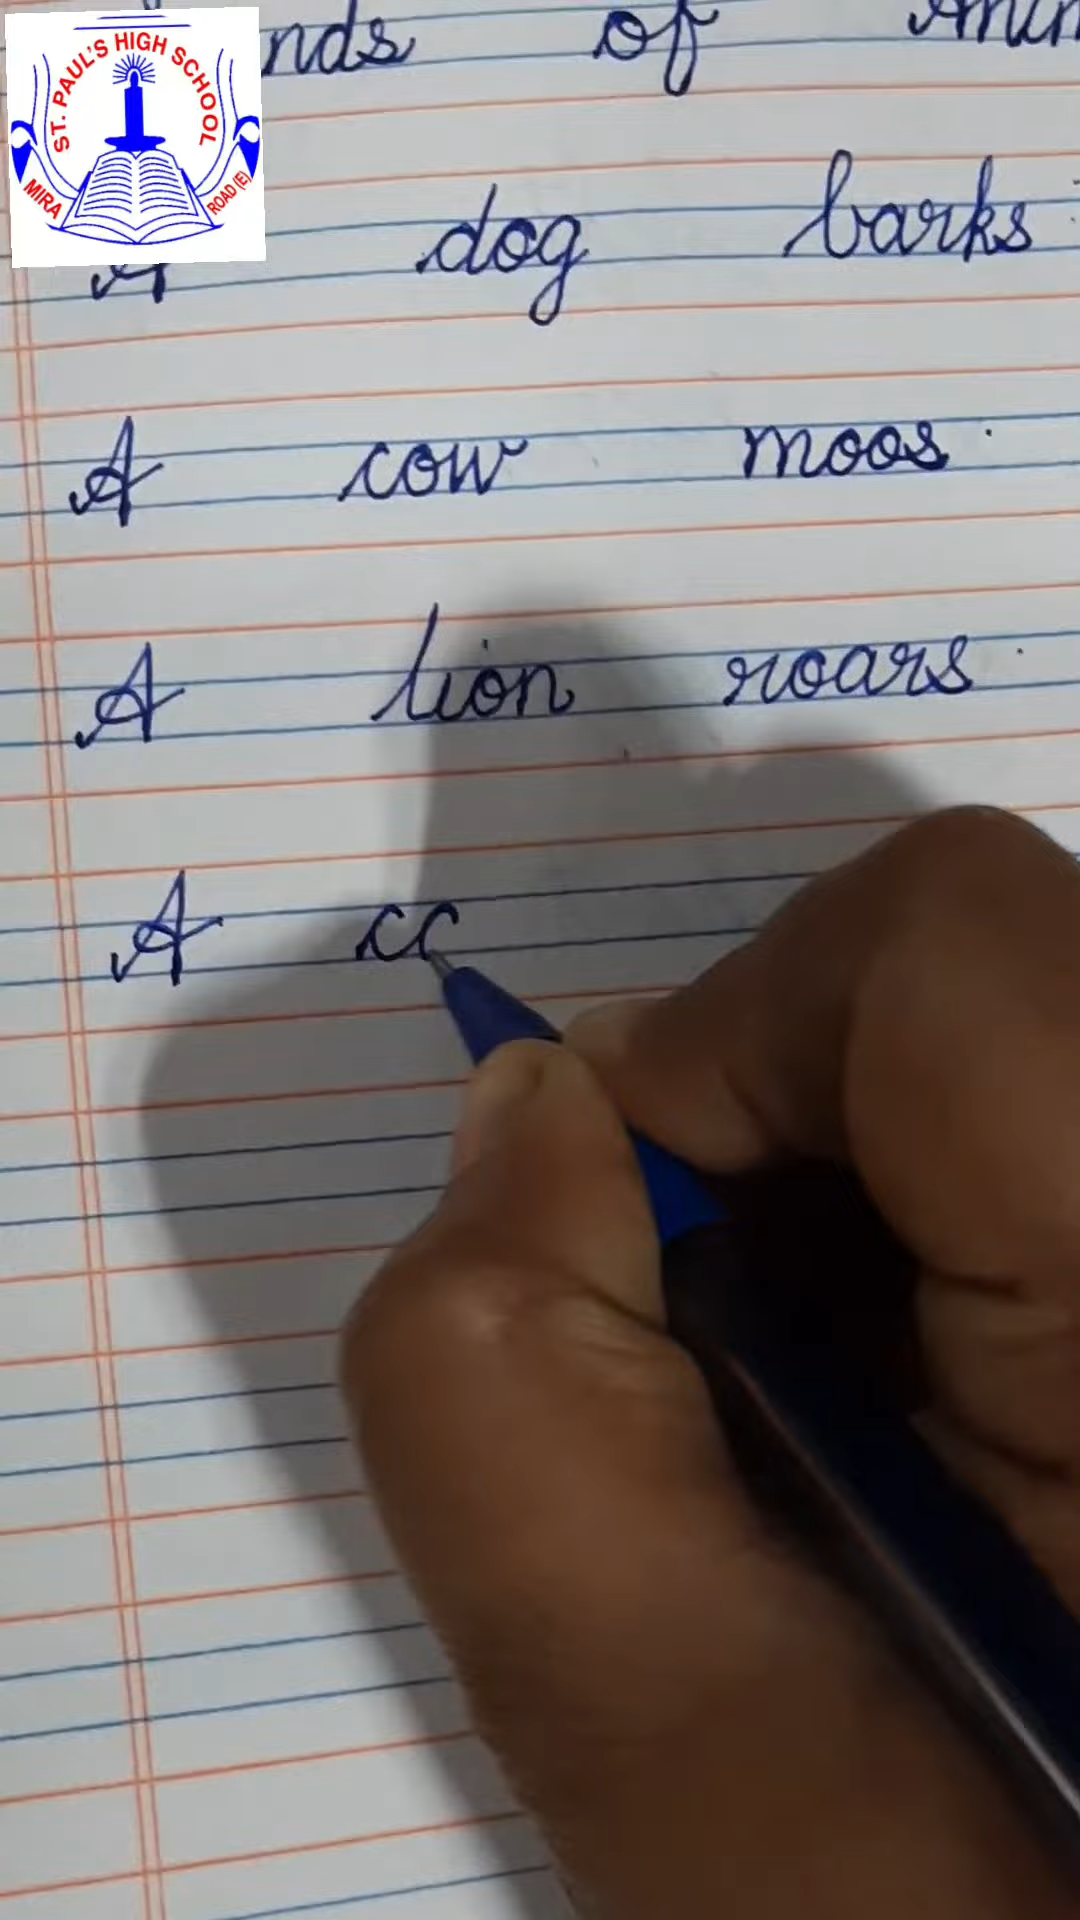 ST. PAUL'S HIGH SCHOOL
MIRA ROAD (E)
nds of
A dog barks
A cow moos.
A lion roars.
A